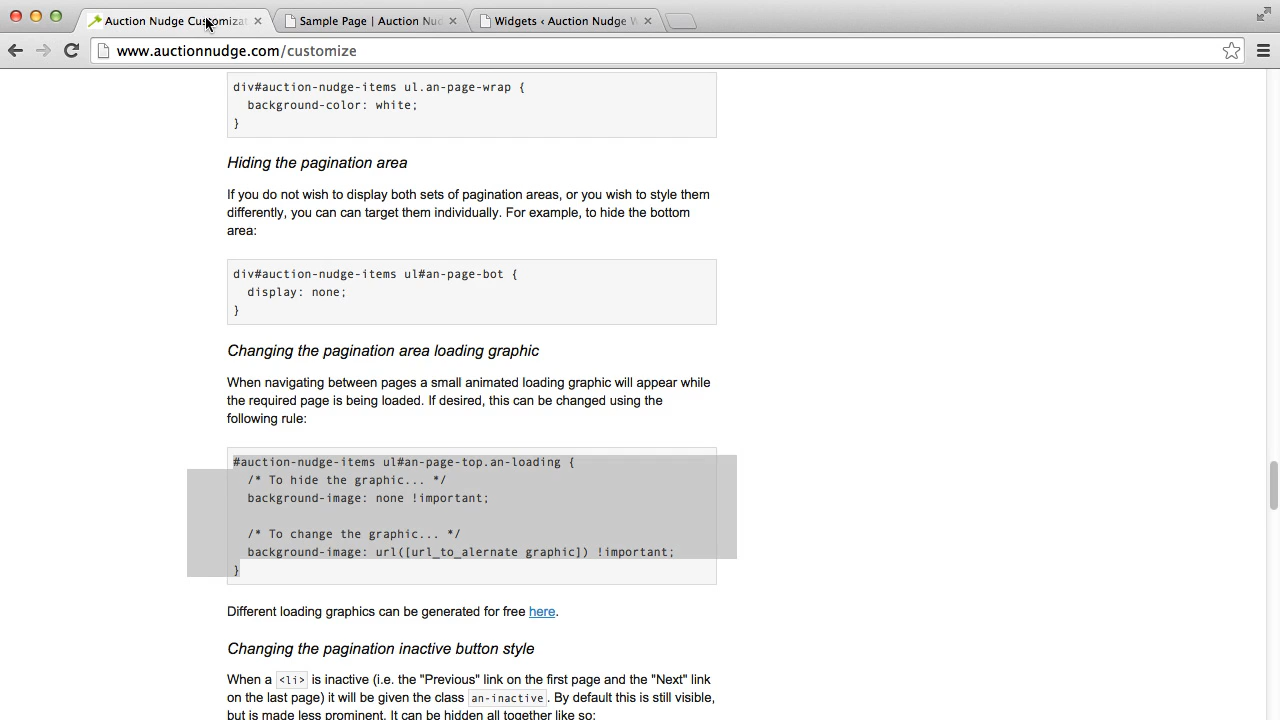 Auction Nudge Customizat
Sample Page | Auction Nuc
Widgets ‹ Auction Nudge W
www.auctionnudge.com/customize
div#auction-nudge-items ul.an-page-wrap {
background-color: white;
}
Hiding the pagination area
If you do not wish to display both sets of pagination areas, or you wish to style them
differently, you can can target them individually. For example, to hide the bottom
area:
div#auction-nudge-items ul#an-page-bot {
display: none;
}
Changing the pagination area loading graphic
When navigating between pages a small animated loading graphic will appear while
the required page is being loaded. If desired, this can be changed using the
following rule:
#auction-nudge-items ul#an-page-top.an-loading {
/* To hide the graphic... */
background-image: none !important;
/* To change the graphic... */
background-image: url([url_to_alernate graphic]) !important;
}
Different loading graphics can be generated for free here.
Changing the pagination inactive button style
When a <li> is inactive (i.e. the "Previous" link on the first page and the "Next" link
on the last page) it will be given the class an-inactive. By default this is still visible,
but is made less prominent. It can be hidden all together like so: